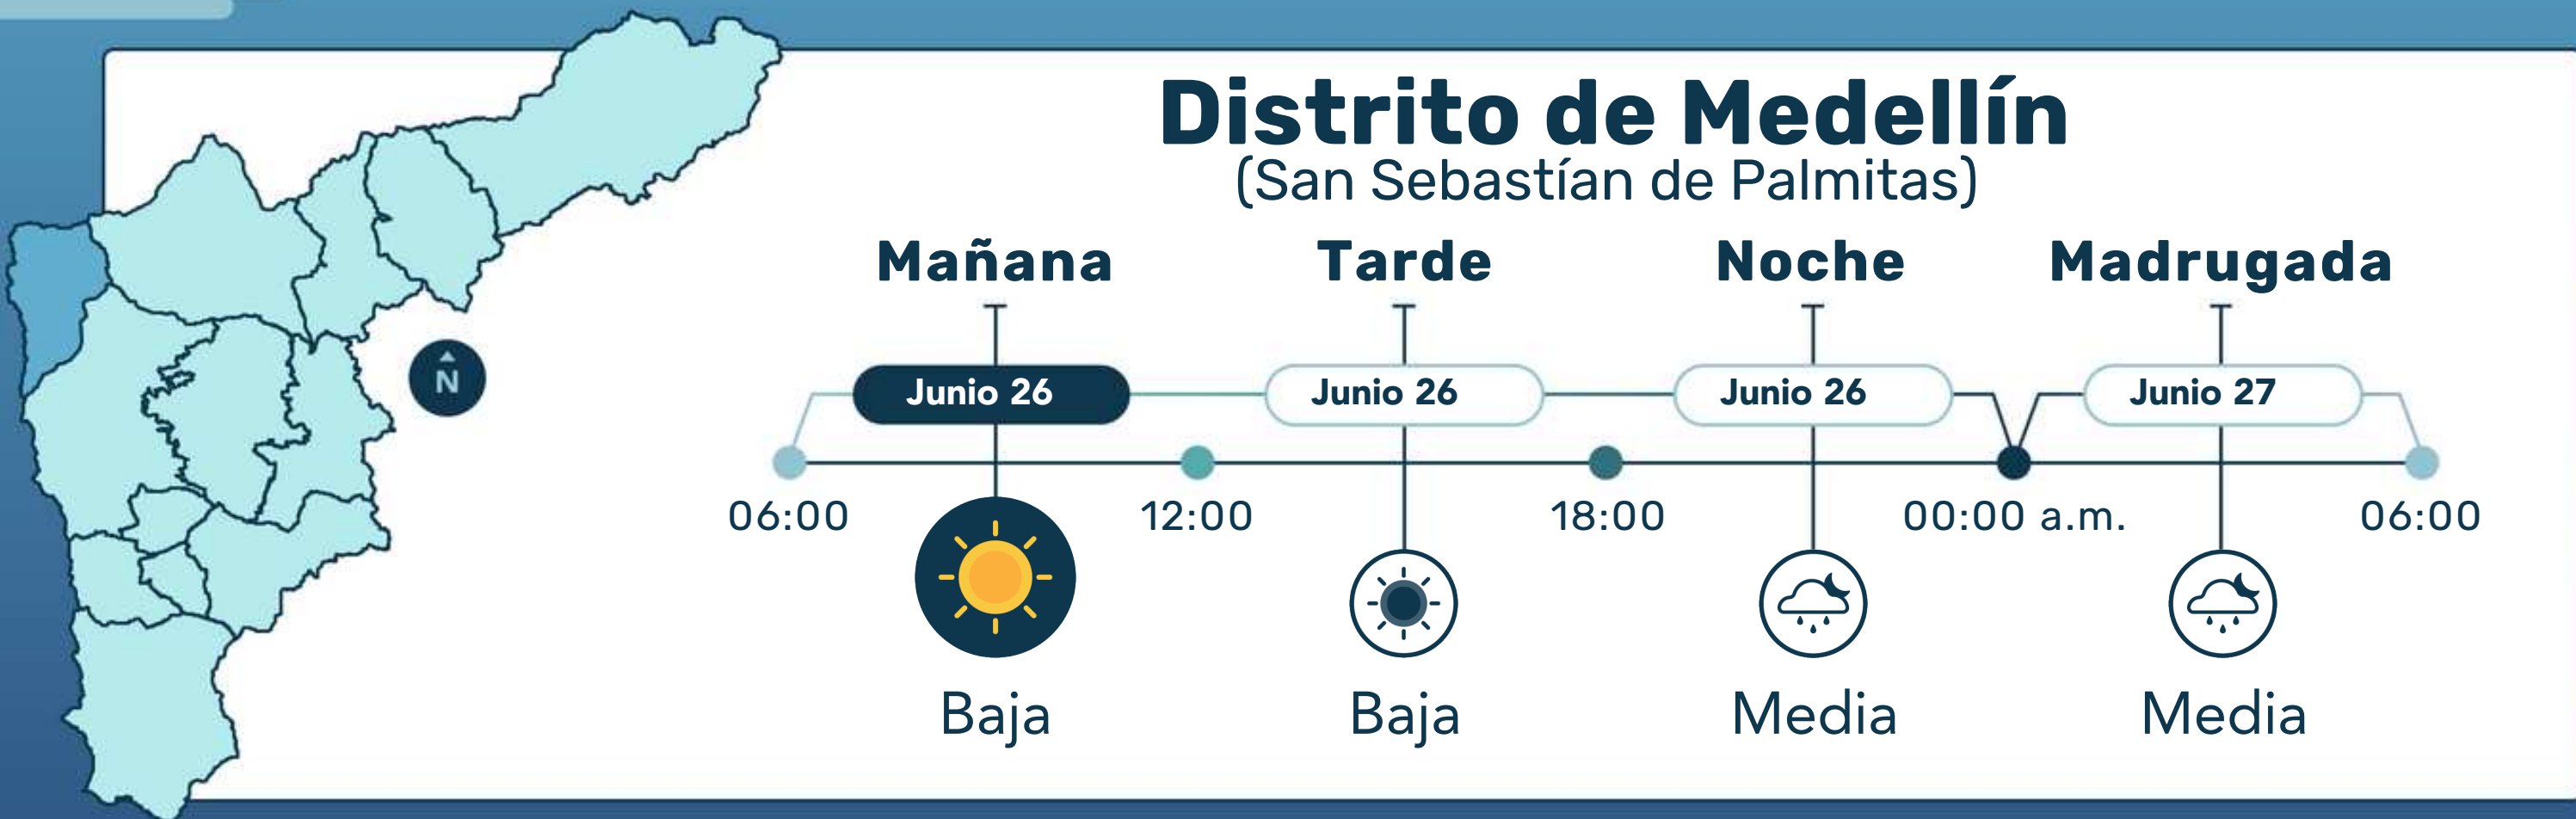 Distrito de Medellín
(San Sebastían de Palmitas)
Mañana Tarde Noche Madrugada
Junio 26 Junio 26 Junio 26 Junio 27
N
06:00 12:00 18:00 00:00 a.m. 06:00
Baja Baja Media Media